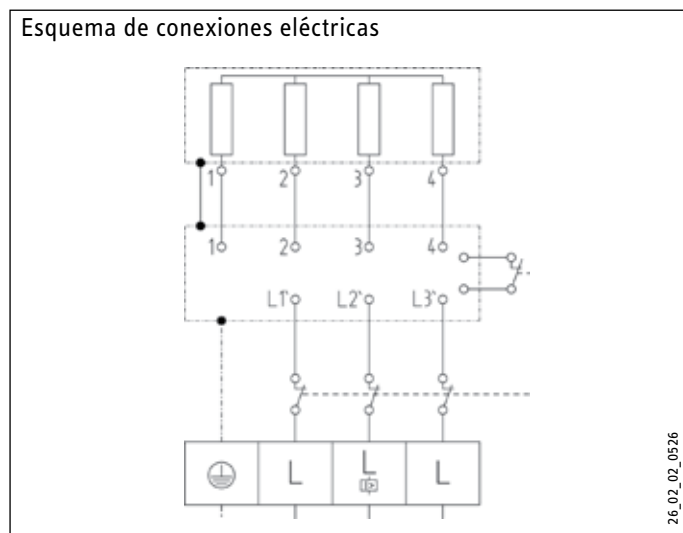 Esquema de conexiones eléctricas
1 2 3 4
1 2 3 4
L1` L2` L3`
L L L
26_02_02_0526